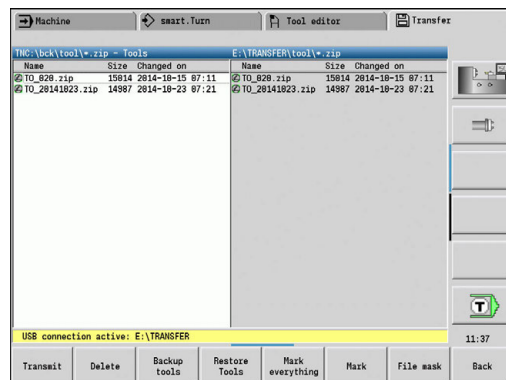 Machine smart.Turn Tool editor Transfer
TNC:\bck\tool\*.zip - Tools E:\TRANSFER\tool\*.zip
Name Size Changed on Name Size Changed on
TO_020.zip 15014 2014-10-15 07:11 TO_020.zip 15014 2014-10-15 07:11
TO_20141023.zip 14987 2014-10-23 07:21 TO_20141023.zip 14987 2014-10-23 07:21
T
USB connection active: E:\TRANSFER
11:37
Transmit Delete Backup tools Restore Tools Mark everything Mark File mask Back